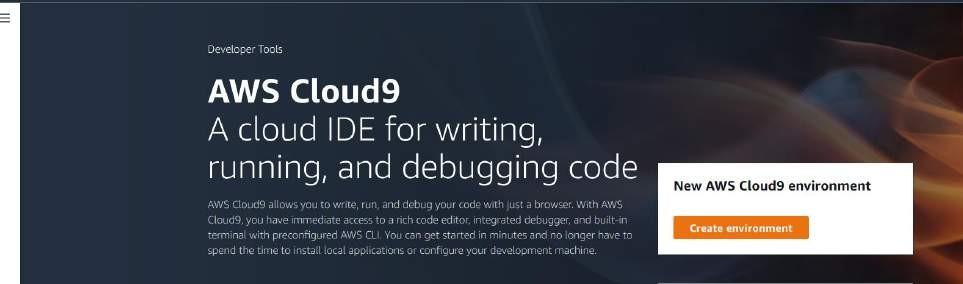 Developer Tools
AWS Cloud9
A cloud IDE for writing,
running, and debugging code
AWS Cloud9 allows you to write, run, and debug your code with just a browser. With AWS
Cloud9, you have immediate access to a rich code editor, integrated debugger, and built-in
terminal with preconfigured AWS CLI. You can get started in minutes and no longer have to
spend the time to install local applications or configure your development machine.
New AWS Cloud9 environment
Create environment